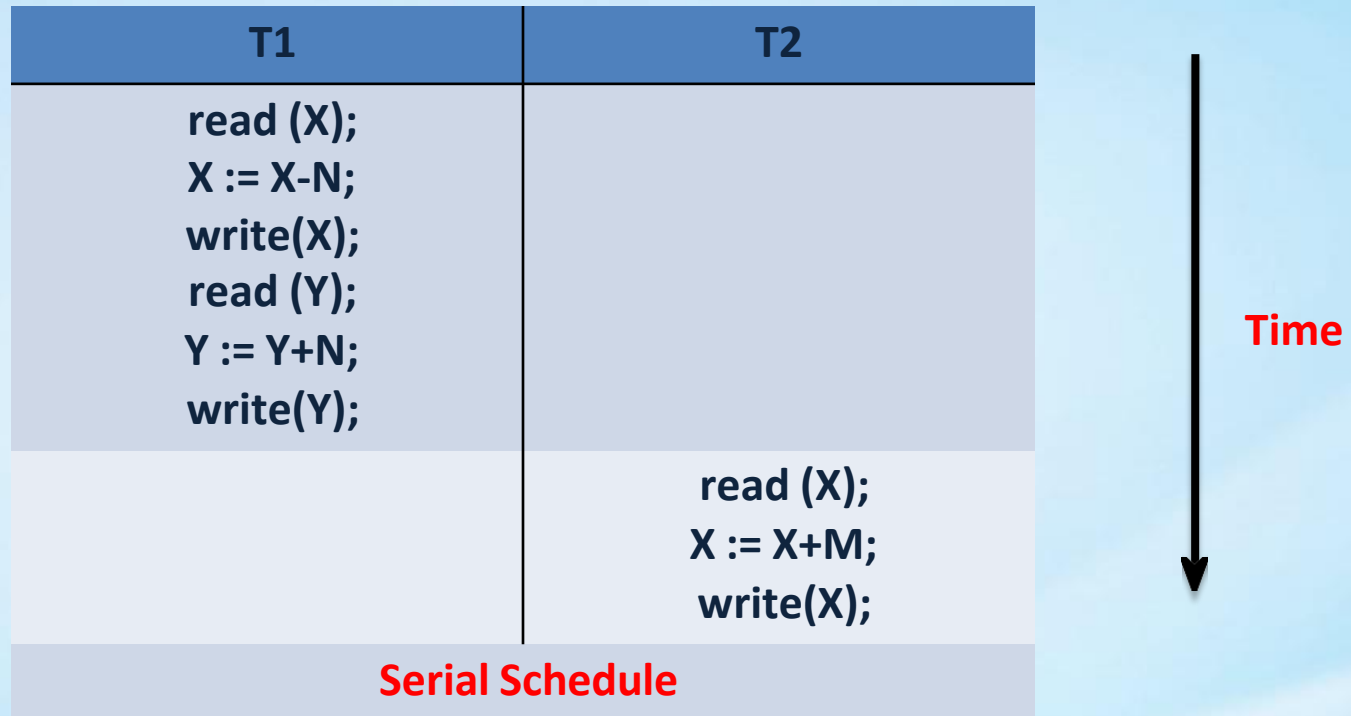 T1 T2
read (X);
X := X-N;
write(X);
read (Y);
Y := Y+N;
write(Y);
read (X);
X := X+M;
write(X);
Serial Schedule
Time